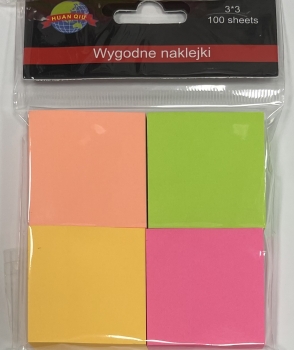 HUAN QIU
Wygodne naklejki
3*3
100 sheets